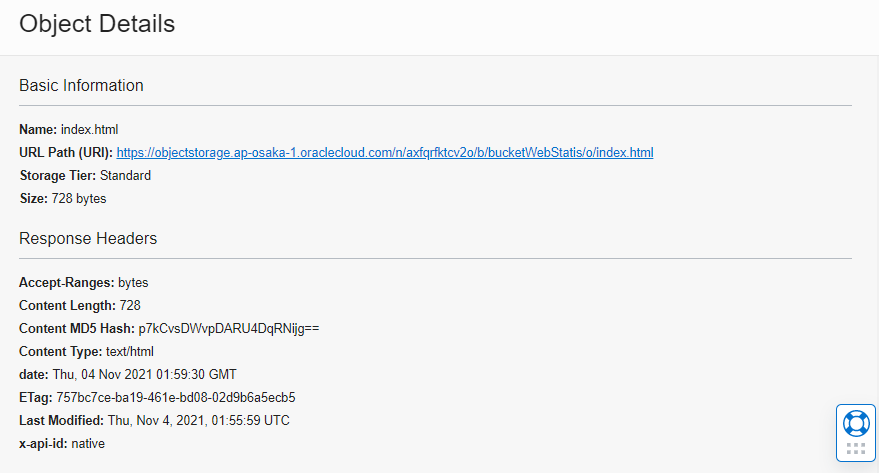 Object Details
Basic Information
Name: index.html
URL Path (URI): https://objectstorage.ap-osaka-1.oraclecloud.com/n/axfqrfktcv2o/b/bucketWebStatis/o/index.html
Storage Tier: Standard
Size: 728 bytes
Response Headers
Accept-Ranges: bytes
Content Length: 728
Content MD5 Hash: p7kCvsDWvpDARU4DqRNijg==
Content Type: text/html
date: Thu, 04 Nov 2021 01:59:30 GMT
ETag: 757bc7ce-ba19-461e-bd08-02d9b6a5ecb5
Last Modified: Thu, Nov 4, 2021, 01:55:59 UTC
x-api-id: native